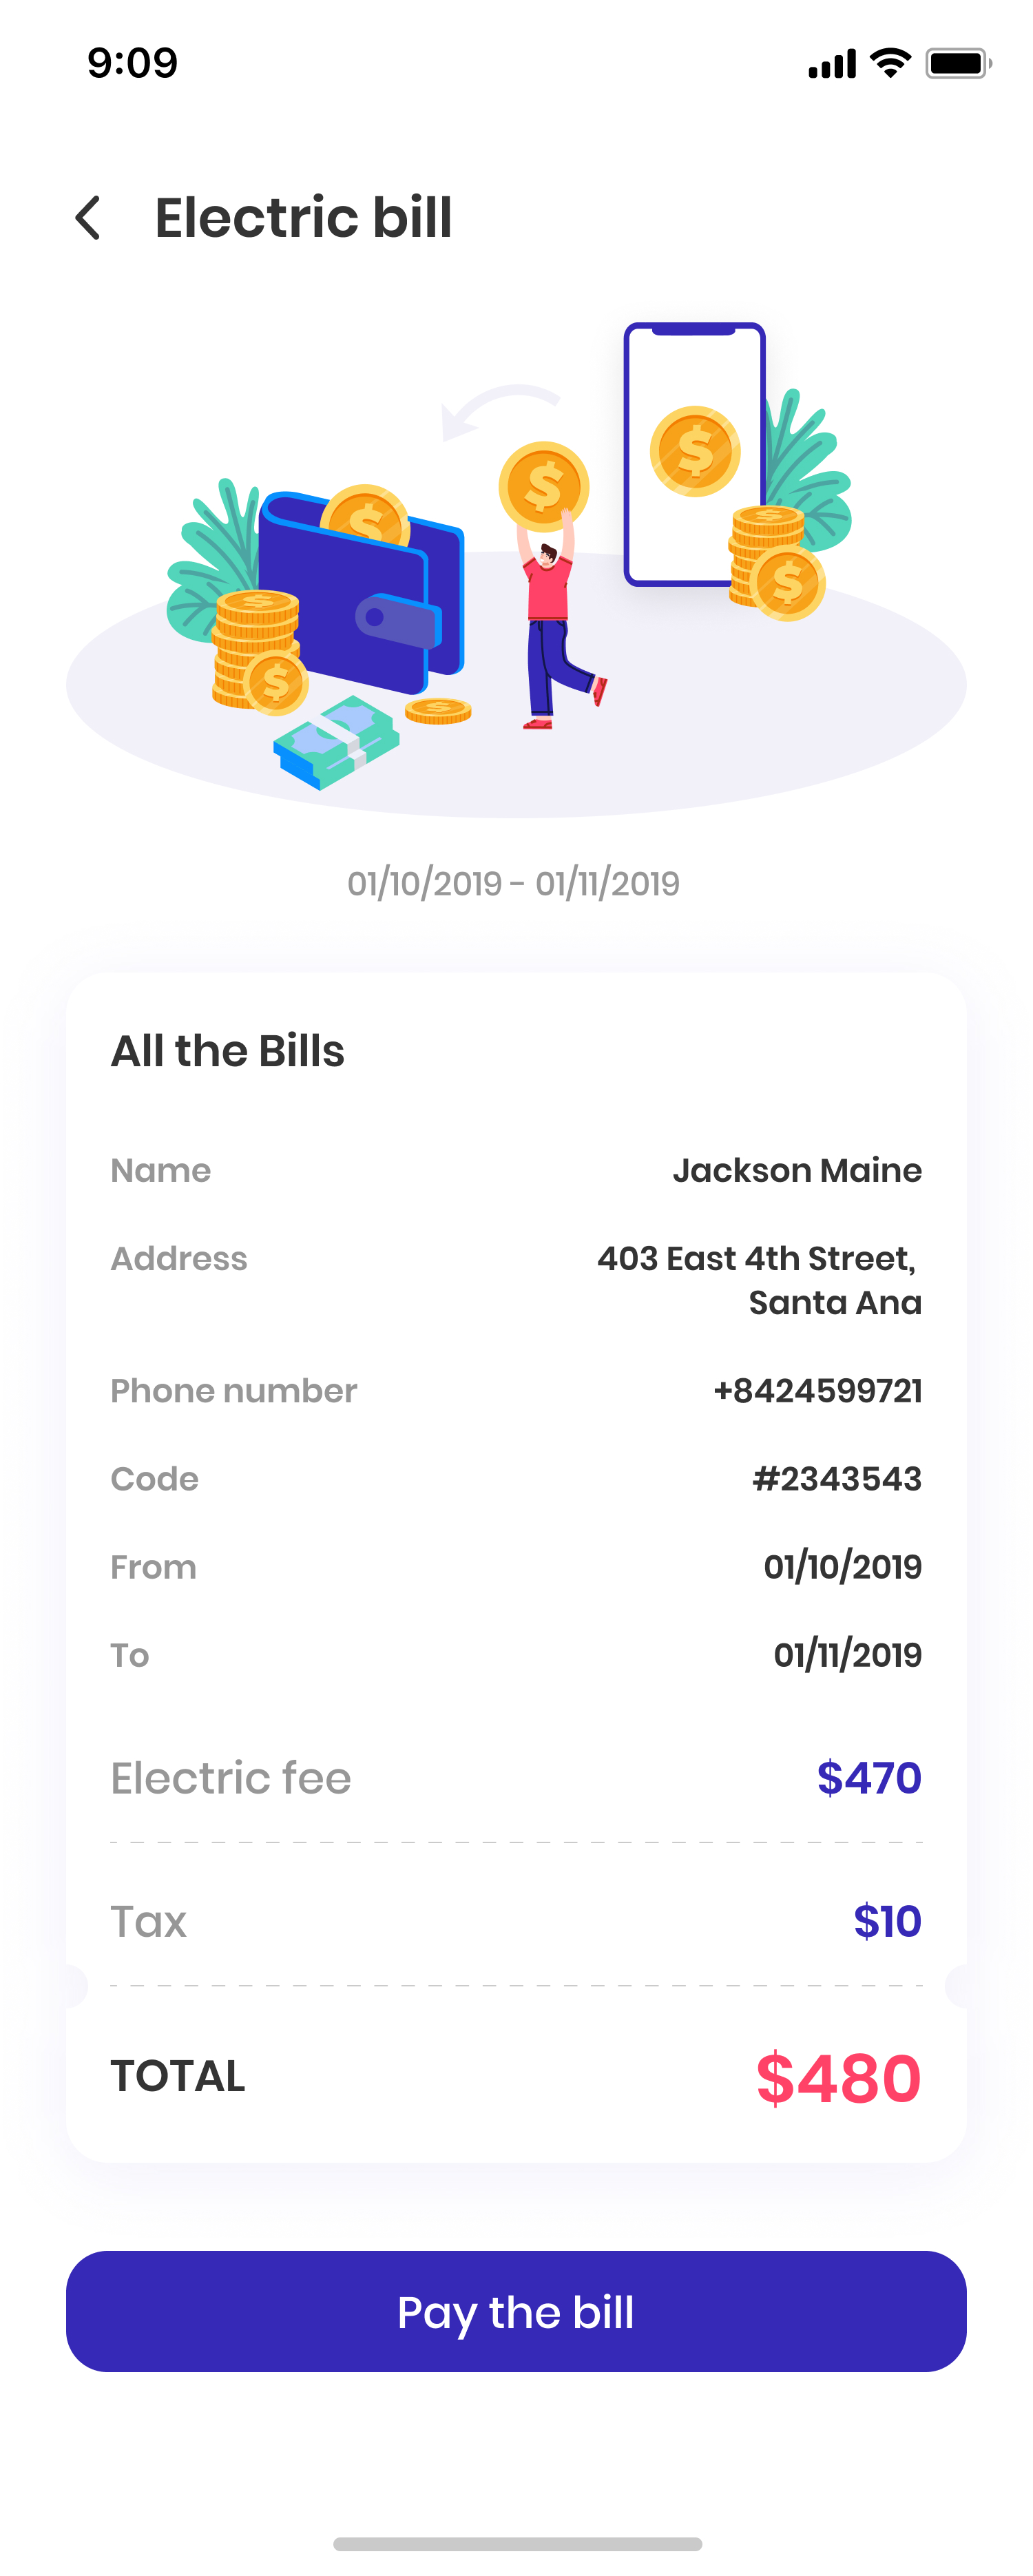 9:09
Electric bill
01/10/2019 - 01/11/2019
All the Bills
Name Jackson Maine
Address 403 East 4th Street,
Santa Ana
Phone number +8424599721
Code #2343543
From 01/10/2019
To 01/11/2019
Electric fee $470
Tax $10
TOTAL $480
Pay the bill